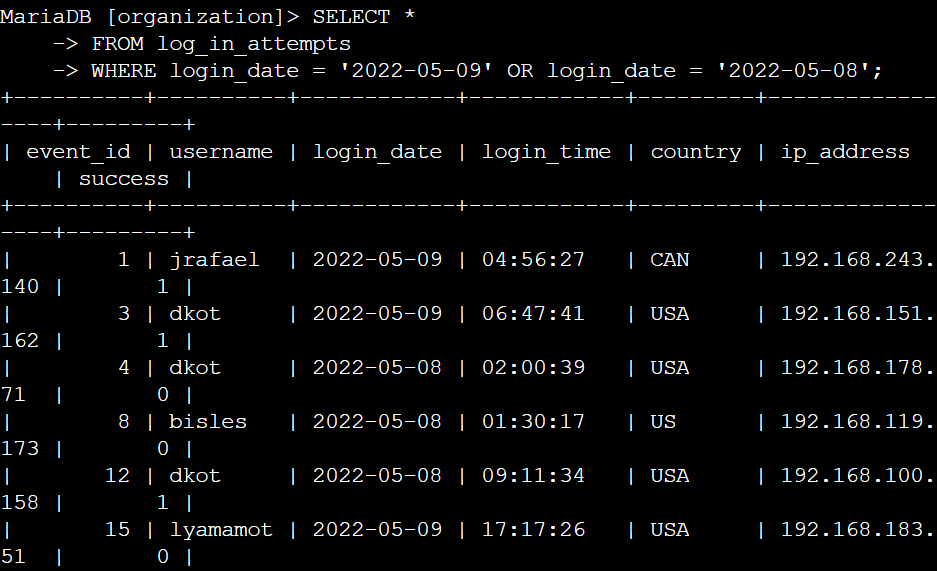 MariaDB [organization]> SELECT *
    -> FROM log_in_attempts
    -> WHERE login_date = '2022-05-09' OR login_date = '2022-05-08';
+----------+----------+------------+------------+---------+-------------
----+---------+
| event_id | username | login_date | login_time | country | ip_address
    | success |
+----------+----------+------------+------------+---------+-------------
----+---------+
|        1 | jrafael  | 2022-05-09 | 04:56:27   | CAN     | 192.168.243.
140 |       1 |
|        3 | dkot     | 2022-05-09 | 06:47:41   | USA     | 192.168.151.
162 |       1 |
|        4 | dkot     | 2022-05-08 | 02:00:39   | USA     | 192.168.178.
71  |       0 |
|        8 | bisles   | 2022-05-08 | 01:30:17   | US      | 192.168.119.
173 |       0 |
|       12 | dkot     | 2022-05-08 | 09:11:34   | USA     | 192.168.100.
158 |       1 |
|       15 | lyamamot | 2022-05-09 | 17:17:26   | USA     | 192.168.183.
51  |       0 |